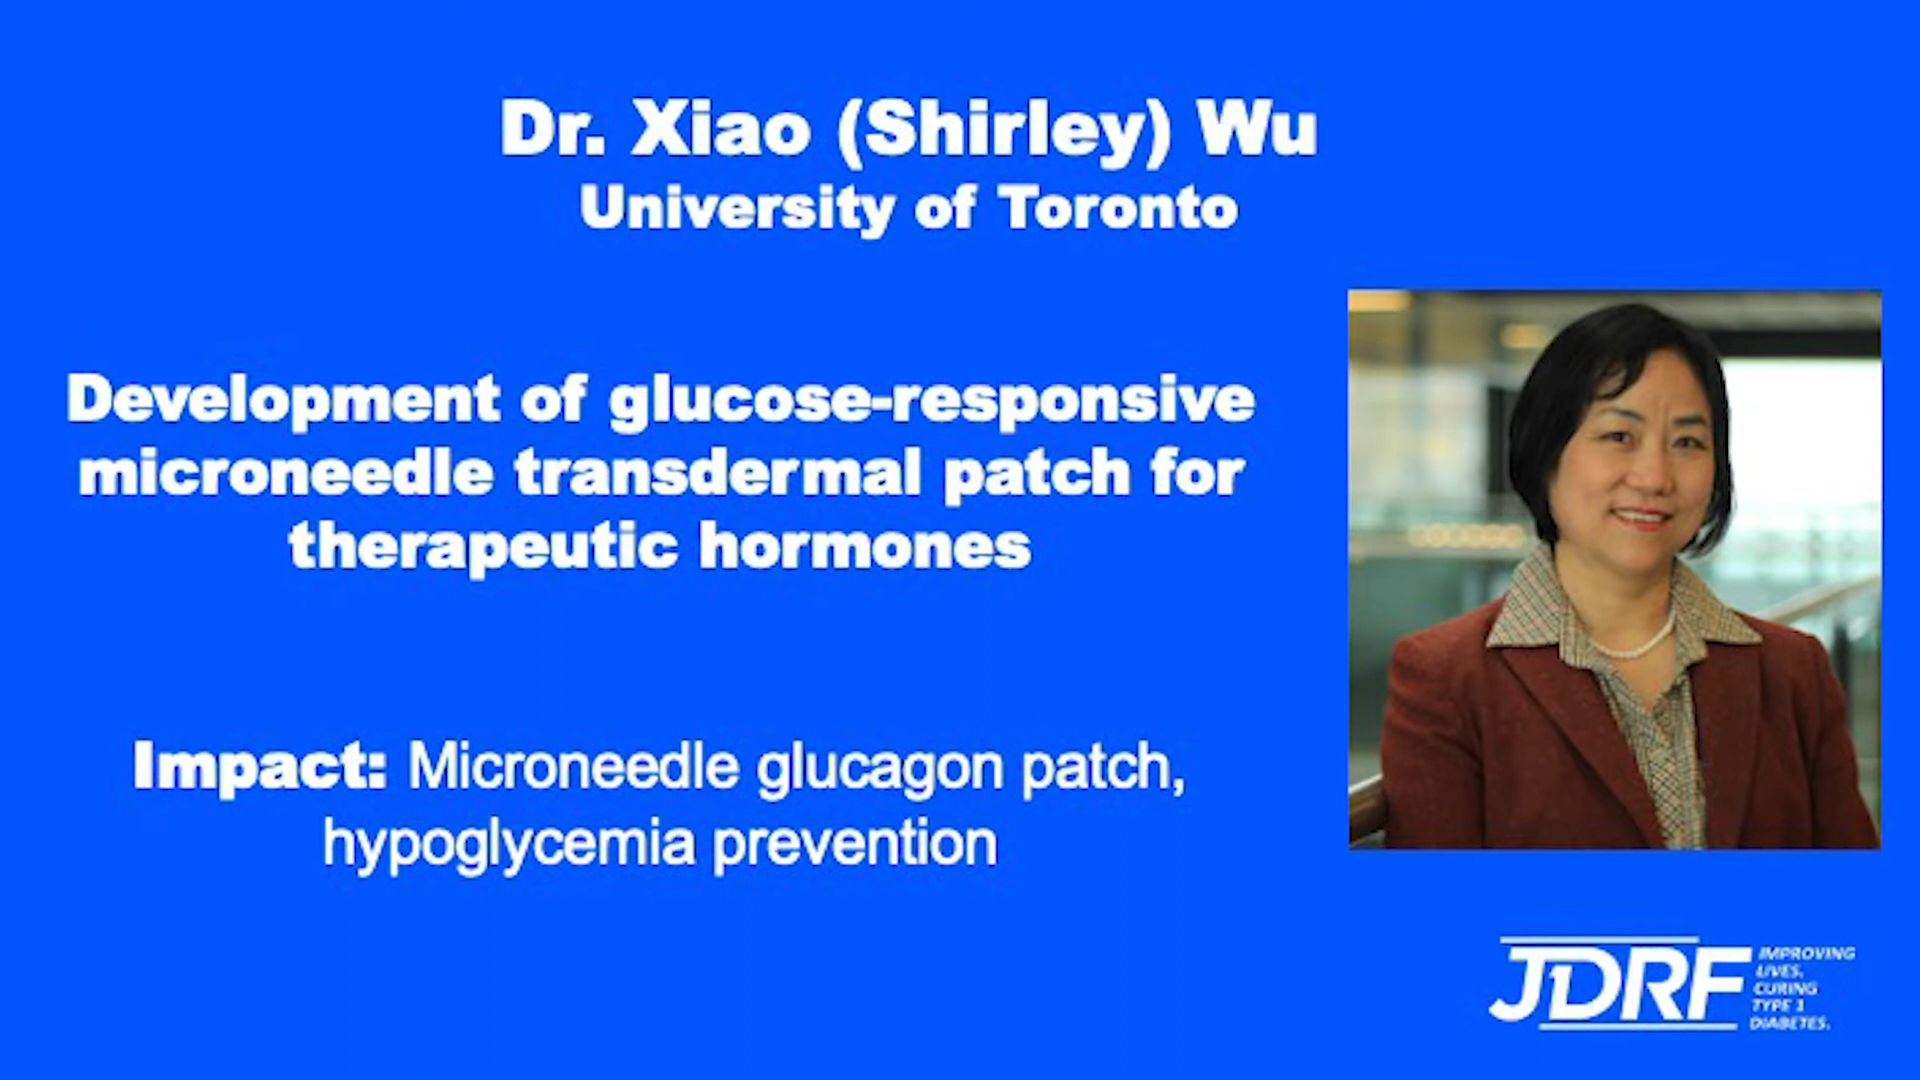 Dr. Xiao (Shirley) Wu
University of Toronto
Development of glucose-responsive
microneedle transdermal patch for
therapeutic hormones
Impact: Microneedle glucagon patch,
hypoglycemia prevention
JDRF
IMPROVING
LIVES.
CURING
TYPE 1
DIABETES.